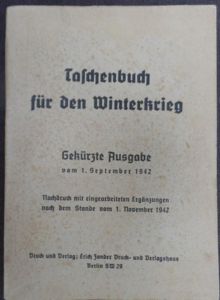 Taschenbuch
für den Winterkrieg
Gekürzte Ausgabe
vom 1. September 1942
Nachdruck mit eingearbeiteten Ergänzungen
nach dem Stande vom 1. November 1942
Druck und Verlag: Erich Zander Druck- und Verlagshaus
Berlin SW 29